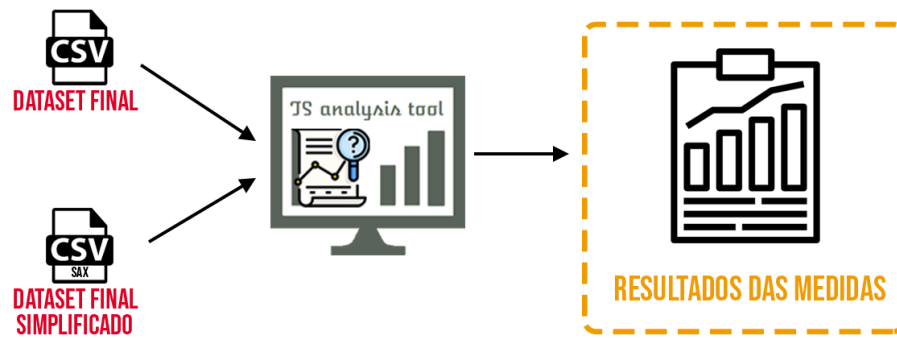 CSV
DATASET FINAL
TS analysis tool
?
CSV
SAX
DATASET FINAL
SIMPLIFICADO
RESULTADOS DAS MEDIDAS